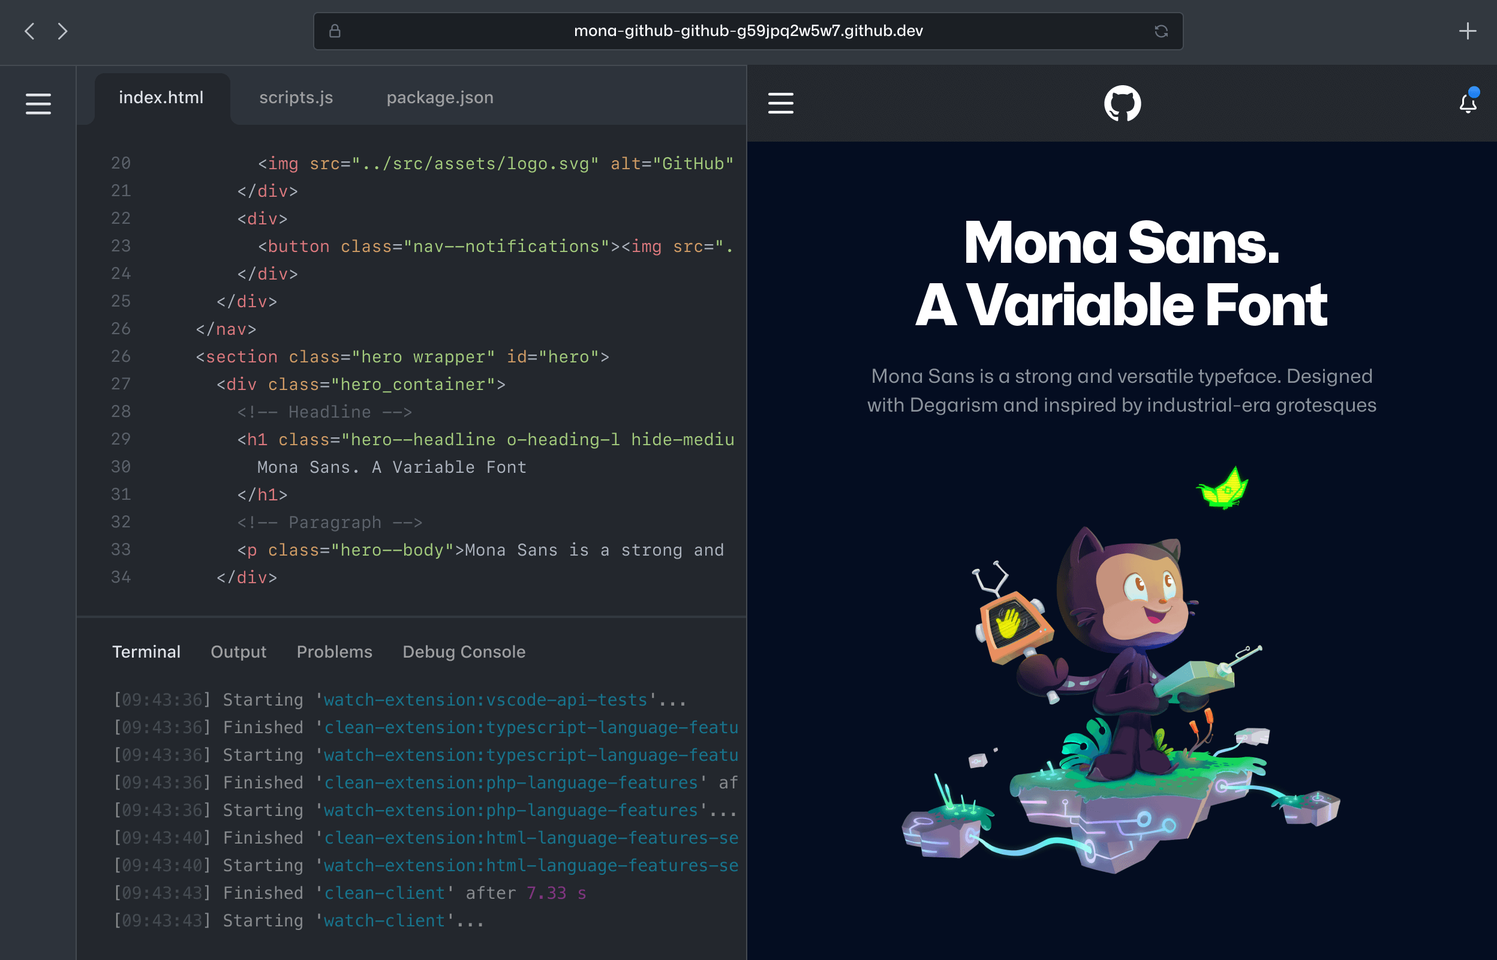 mona-github-github-g59jpq2w5w7.github.dev
index.html scripts.js package.json
20 <img src="../src/assets/logo.svg" alt="GitHub"
21 </div>
22 <div>
23 <button class="nav--notifications"><img src=".
24 </div>
25 </div>
26 </nav>
26 <section class="hero wrapper" id="hero">
27 <div class="hero_container">
28 <!-- Headline -->
29 <h1 class="hero--headline o-heading-l hide-mediu
30 Mona Sans. A Variable Font
31 </h1>
32 <!-- Paragraph -->
33 <p class="hero--body">Mona Sans is a strong and
34 </div>
Terminal Output Problems Debug Console
[09:43:36] Starting 'watch-extension:vscode-api-tests'...
[09:43:36] Finished 'clean-extension:typescript-language-featu
[09:43:36] Starting 'watch-extension:typescript-language-featu
[09:43:36] Finished 'clean-extension:php-language-features' af
[09:43:36] Starting 'watch-extension:php-language-features'...
[09:43:40] Finished 'clean-extension:html-language-features-se
[09:43:40] Starting 'watch-extension:html-language-features-se
[09:43:43] Finished 'clean-client' after 7.33 s
[09:43:43] Starting 'watch-client'...
Mona Sans.
A Variable Font
Mona Sans is a strong and versatile typeface. Designed
with Degarism and inspired by industrial-era grotesques